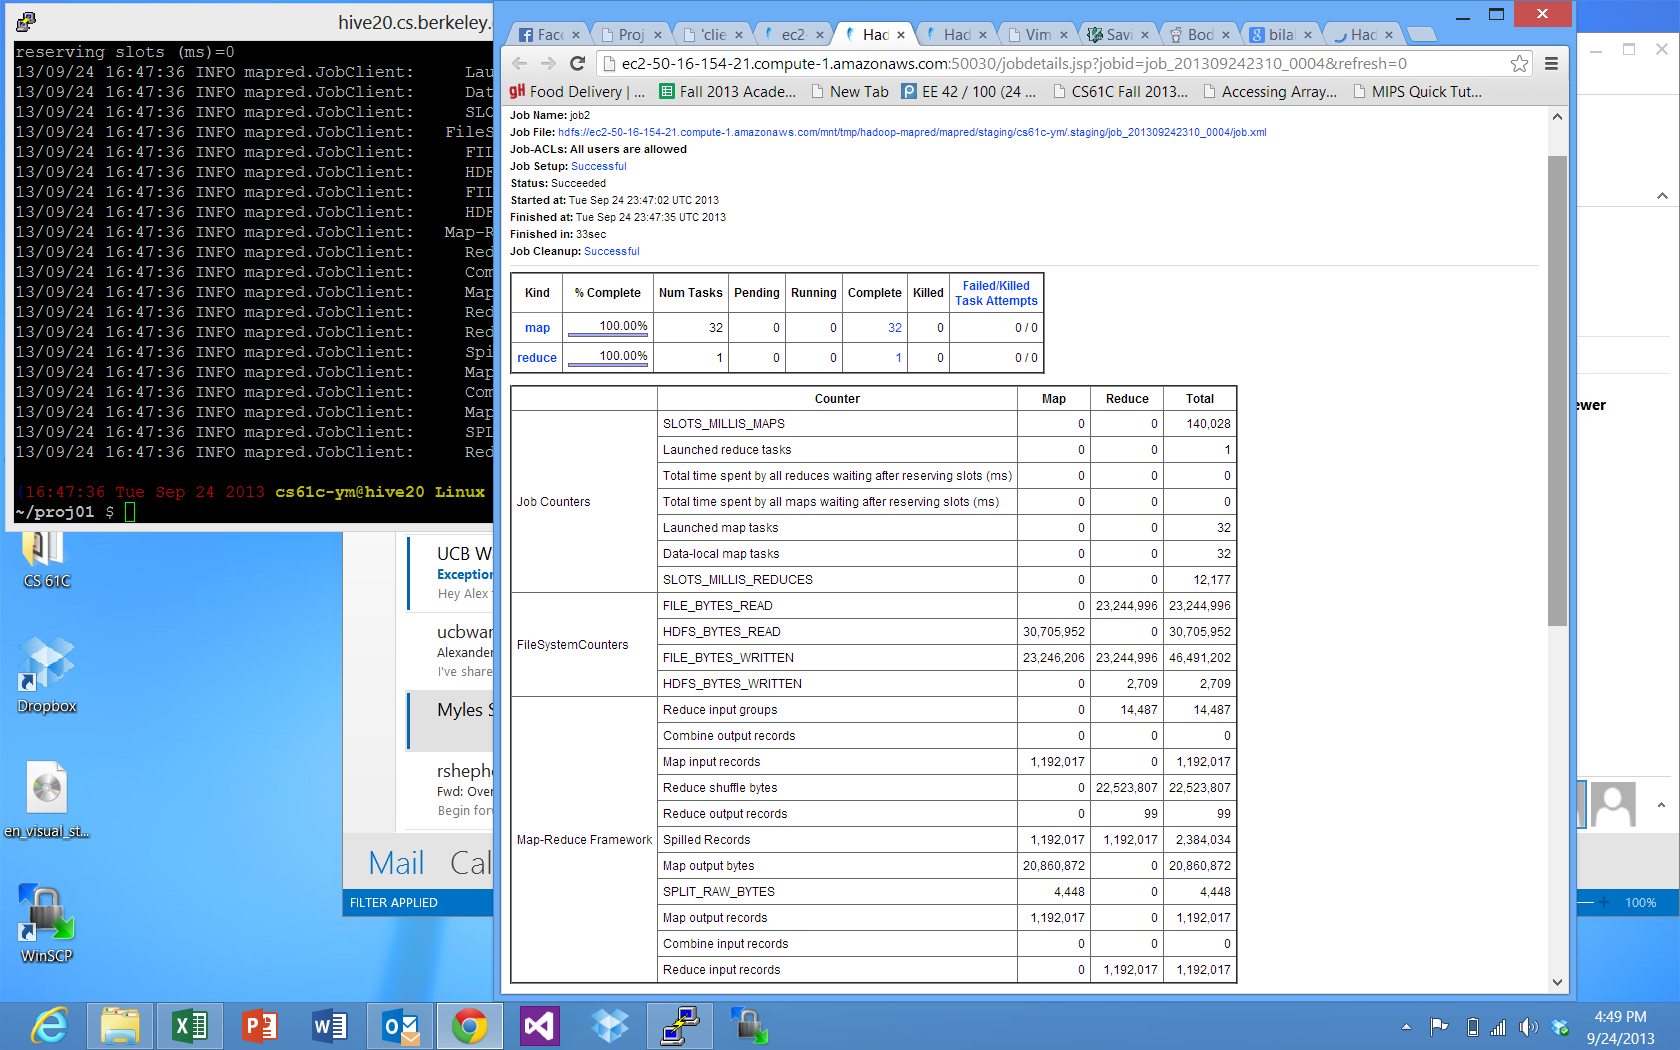 hive20.cs.berkeley.
reserving slots (ms)=0
13/09/24 16:47:36 INFO mapred.JobClient: Lau
13/09/24 16:47:36 INFO mapred.JobClient: Dat
13/09/24 16:47:36 INFO mapred.JobClient: SLO
13/09/24 16:47:36 INFO mapred.JobClient: FileS
13/09/24 16:47:36 INFO mapred.JobClient: FIL
13/09/24 16:47:36 INFO mapred.JobClient: HDF
13/09/24 16:47:36 INFO mapred.JobClient: FIL
13/09/24 16:47:36 INFO mapred.JobClient: HDF
13/09/24 16:47:36 INFO mapred.JobClient: Map-R
13/09/24 16:47:36 INFO mapred.JobClient: Red
13/09/24 16:47:36 INFO mapred.JobClient: Com
13/09/24 16:47:36 INFO mapred.JobClient: Map
13/09/24 16:47:36 INFO mapred.JobClient: Red
13/09/24 16:47:36 INFO mapred.JobClient: Red
13/09/24 16:47:36 INFO mapred.JobClient: Spi
13/09/24 16:47:36 INFO mapred.JobClient: Map
13/09/24 16:47:36 INFO mapred.JobClient: Com
13/09/24 16:47:36 INFO mapred.JobClient: Map
13/09/24 16:47:36 INFO mapred.JobClient: SPL
13/09/24 16:47:36 INFO mapred.JobClient: Red
(16:47:36 Tue Sep 24 2013 cs61c-ym@hive20 Linux
~/proj01 $
Face Proj 'clie ec2- Had Had Vim Savi Bod bilal Had
ec2-50-16-154-21.compute-1.amazonaws.com:50030/jobdetails.jsp?jobid=job_201309242310_0004&refresh=0
gH Food Delivery | ... Fall 2013 Acade... New Tab EE 42 / 100 (24 ... CS61C Fall 2013... Accessing Array... MIPS Quick Tut...
Job Name: job2
Job File: hdfs://ec2-50-16-154-21.compute-1.amazonaws.com/mnt/tmp/hadoop-mapred/mapred/staging/cs61c-ym/.staging/job_201309242310_0004/job.xml
Job-ACLs: All users are allowed
Job Setup: Successful
Status: Succeeded
Started at: Tue Sep 24 23:47:02 UTC 2013
Finished at: Tue Sep 24 23:47:35 UTC 2013
Finished in: 33sec
Job Cleanup: Successful
Kind % Complete Num Tasks Pending Running Complete Killed Failed/Killed Task Attempts
map 100.00% 32 0 0 32 0 0 / 0
reduce 100.00% 1 0 0 1 0 0 / 0
Counter Map Reduce Total
Job Counters
SLOTS_MILLIS_MAPS 0 0 140,028
Launched reduce tasks 0 0 1
Total time spent by all reduces waiting after reserving slots (ms) 0 0 0
Total time spent by all maps waiting after reserving slots (ms) 0 0 0
Launched map tasks 0 0 32
Data-local map tasks 0 0 32
SLOTS_MILLIS_REDUCES 0 0 12,177
FileSystemCounters
FILE_BYTES_READ 0 23,244,996 23,244,996
HDFS_BYTES_READ 30,705,952 0 30,705,952
FILE_BYTES_WRITTEN 23,246,206 23,244,996 46,491,202
HDFS_BYTES_WRITTEN 0 2,709 2,709
Map-Reduce Framework
Reduce input groups 0 14,487 14,487
Combine output records 0 0 0
Map input records 1,192,017 0 1,192,017
Reduce shuffle bytes 0 22,523,807 22,523,807
Reduce output records 0 99 99
Spilled Records 1,192,017 1,192,017 2,384,034
Map output bytes 20,860,872 0 20,860,872
SPLIT_RAW_BYTES 4,448 0 4,448
Map output records 1,192,017 0 1,192,017
Combine input records 0 0 0
Reduce input records 0 1,192,017 1,192,017
CS 61C
Dropbox
en_visual_st...
WinSCP
UCB W
Exception
Hey Alex
ucbwar
Alexander
I've share
Myles S
rsheph
Fwd: Over
Begin for
Mail Cal
FILTER APPLIED
ewer
100%
4:49 PM
9/24/2013